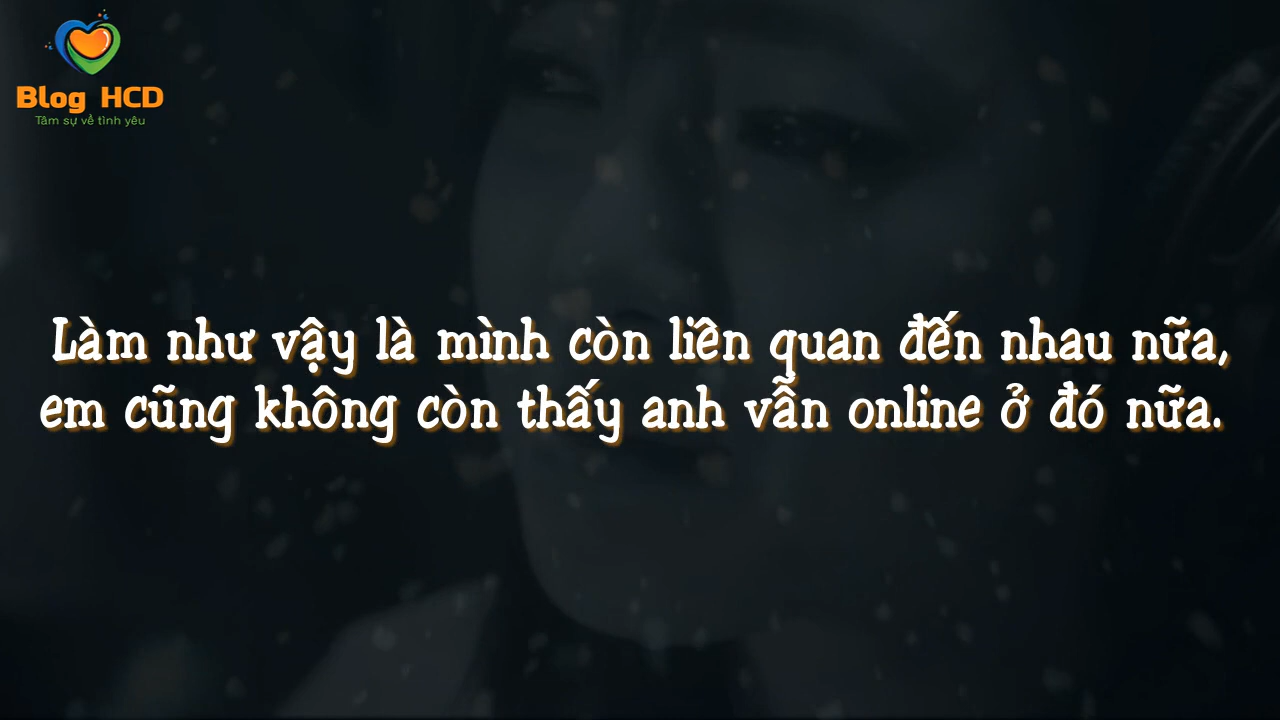 Blog HCD
Tâm sự về tình yêu
Làm như vậy là mình còn liên quan đến nhau nữa,
em cũng không còn thấy anh vẫn online ở đó nữa.